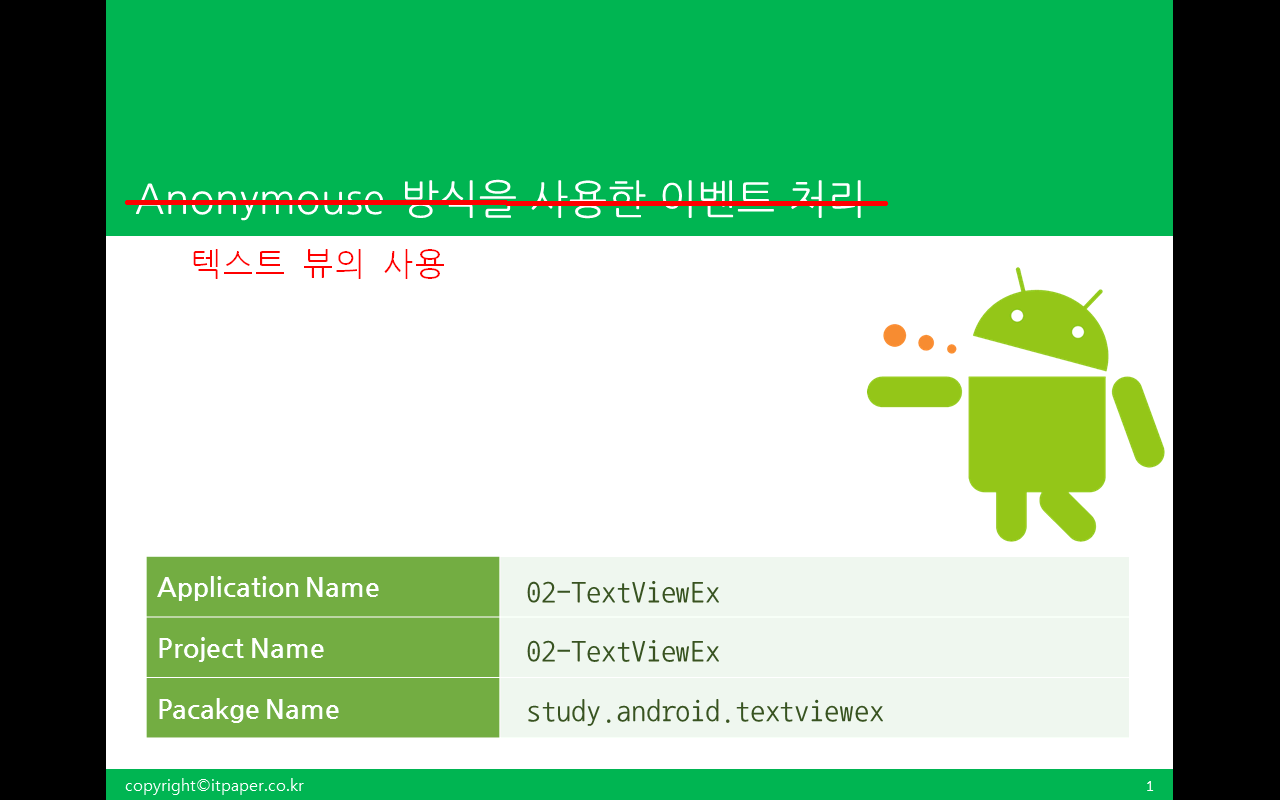 Anonymouse 방식을 사용한 이벤트 처리
텍스트 뷰의 사용
Application Name 02-TextViewEx
Project Name 02-TextViewEx
Pacakge Name study.android.textviewex
copyright©itpaper.co.kr 1